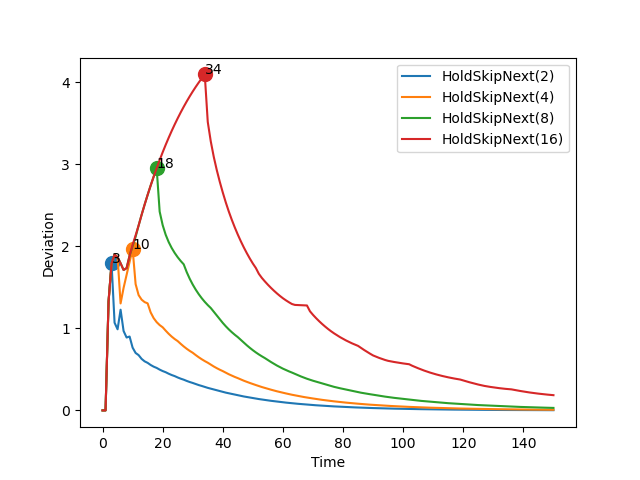 34
18
10
3
HoldSkipNext(2)
HoldSkipNext(4)
HoldSkipNext(8)
HoldSkipNext(16)
Deviation
4
3
2
1
0
0 20 40 60 80 100 120 140
Time